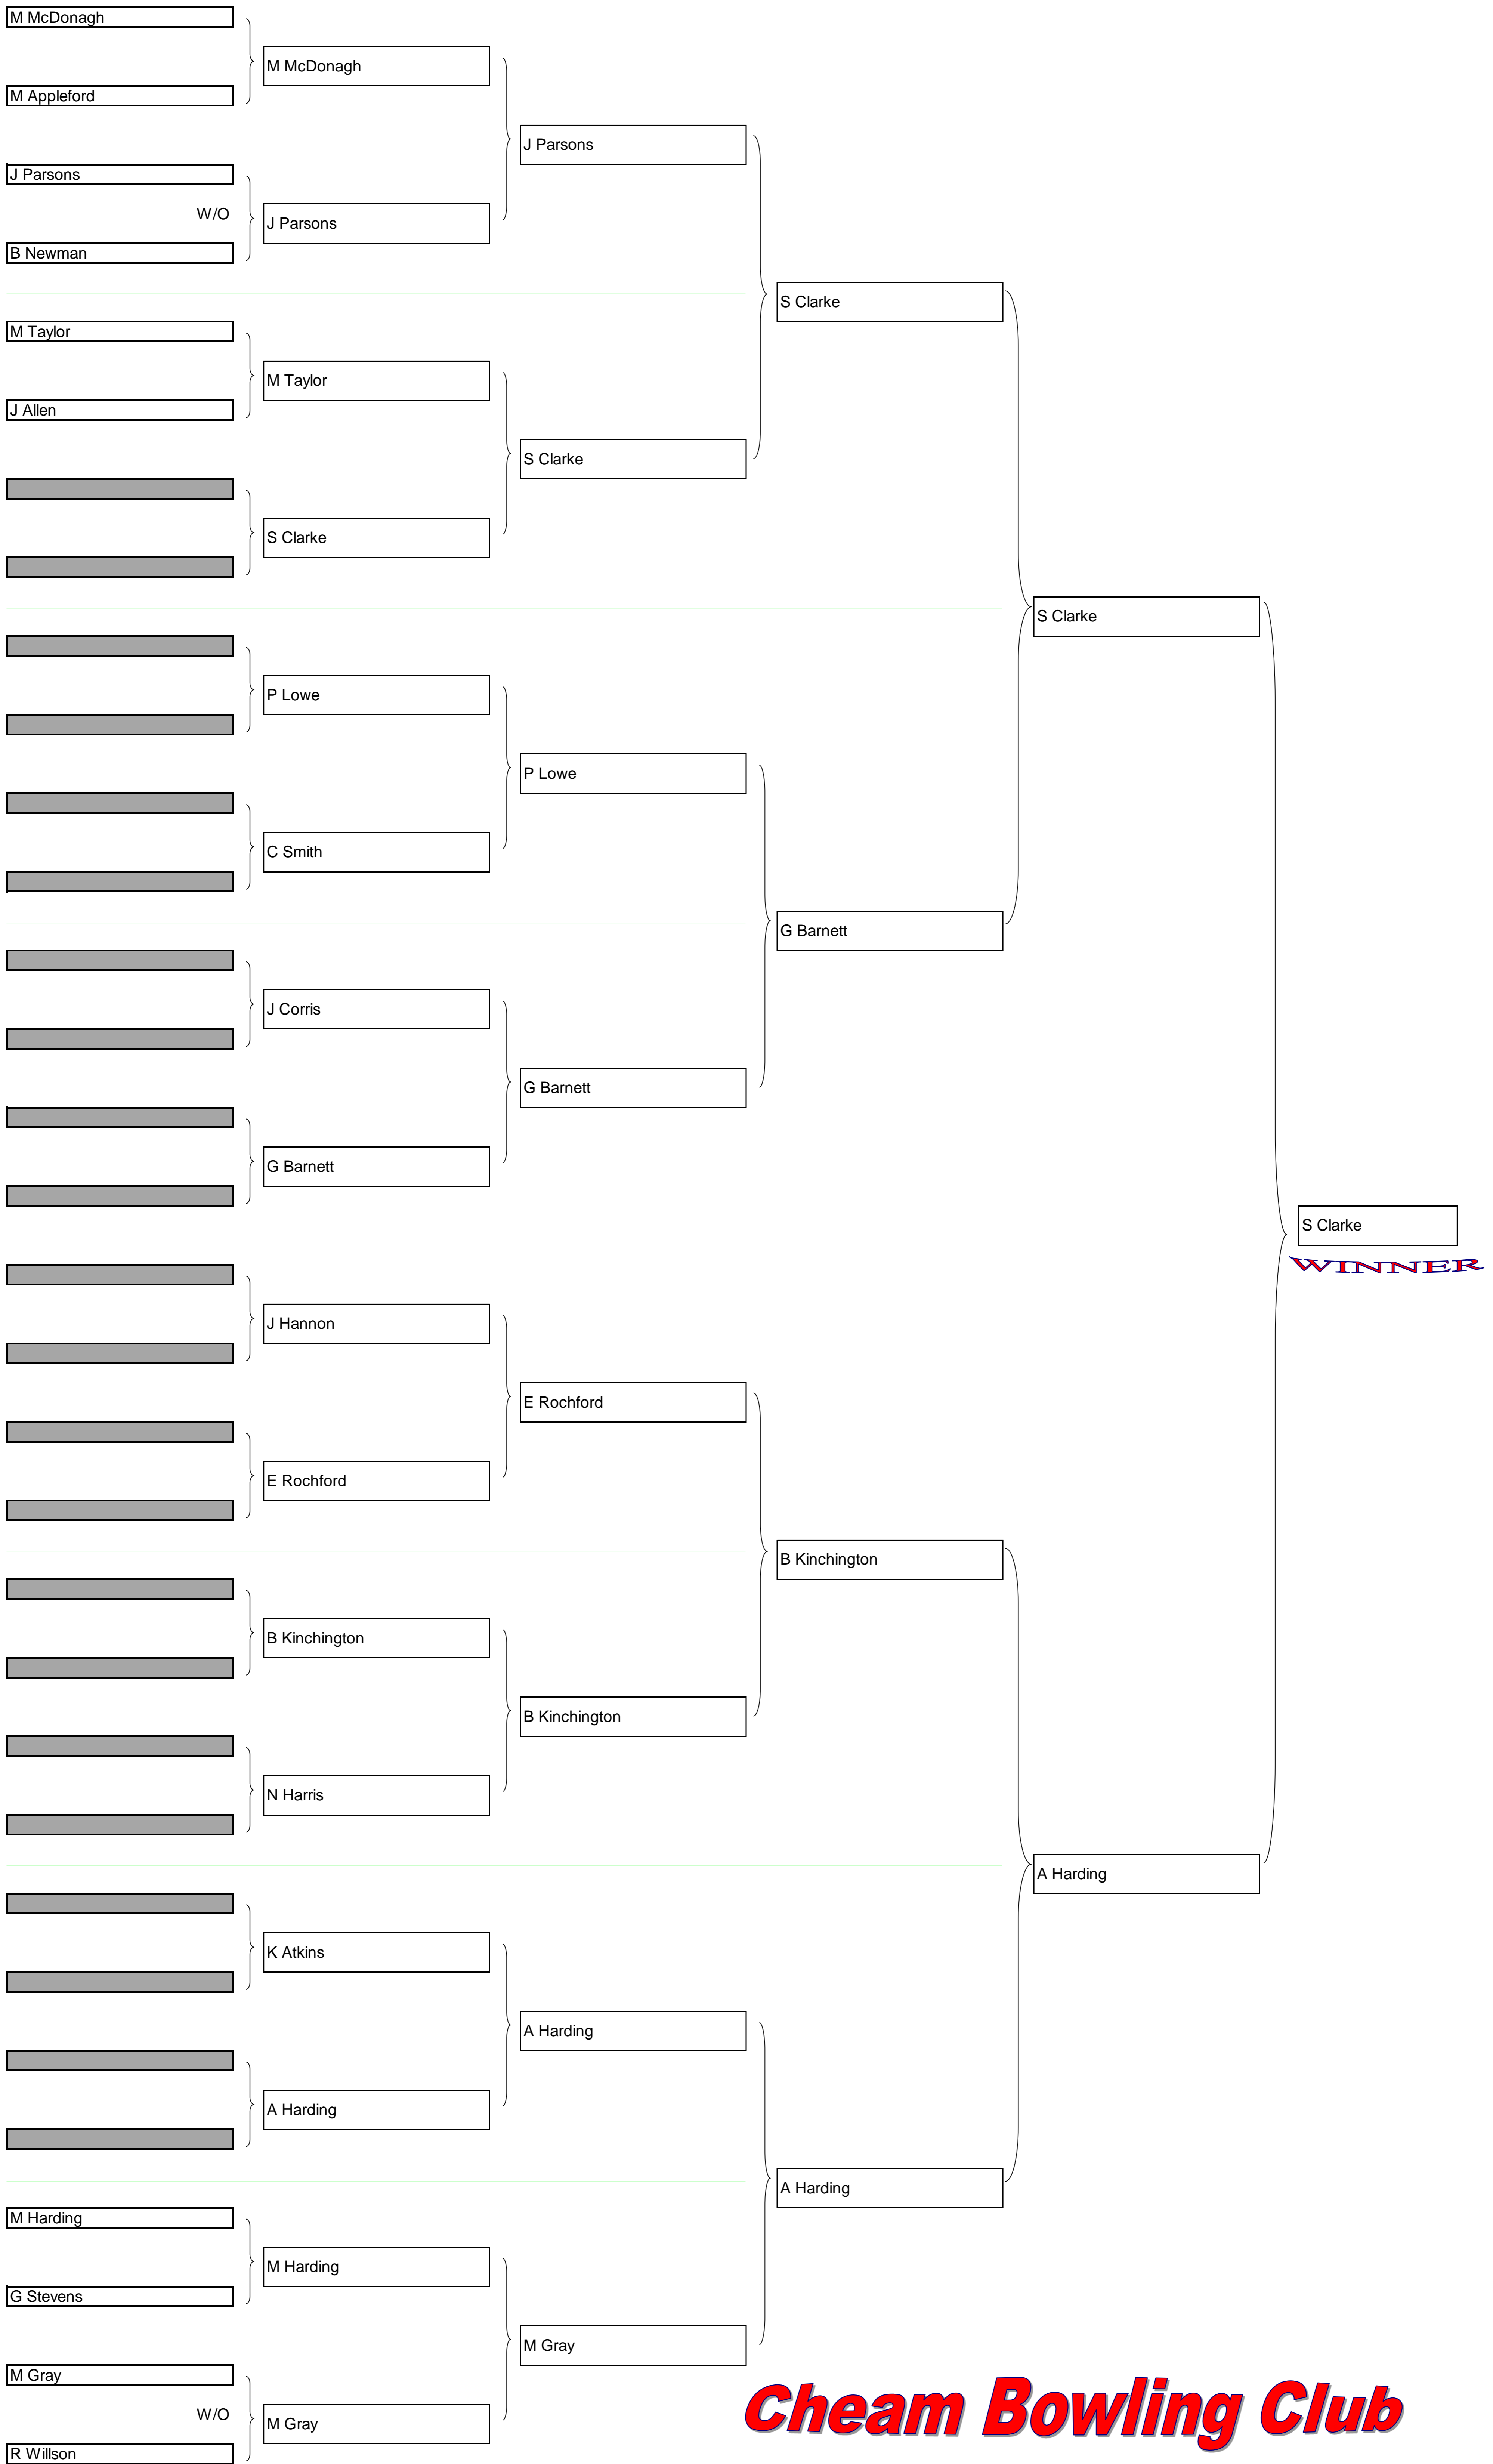 M McDonagh
M McDonagh
M Appleford
J Parsons
J Parsons
W/O
J Parsons
B Newman
S Clarke
M Taylor
M Taylor
J Allen
S Clarke
S Clarke
S Clarke
P Lowe
P Lowe
C Smith
G Barnett
J Corris
G Barnett
G Barnett
S Clarke
WINNER
J Hannon
E Rochford
E Rochford
B Kinchington
B Kinchington
B Kinchington
N Harris
A Harding
K Atkins
A Harding
A Harding
A Harding
M Harding
M Harding
G Stevens
M Gray
M Gray
W/O
M Gray
R Willson
Cheam Bowling Club